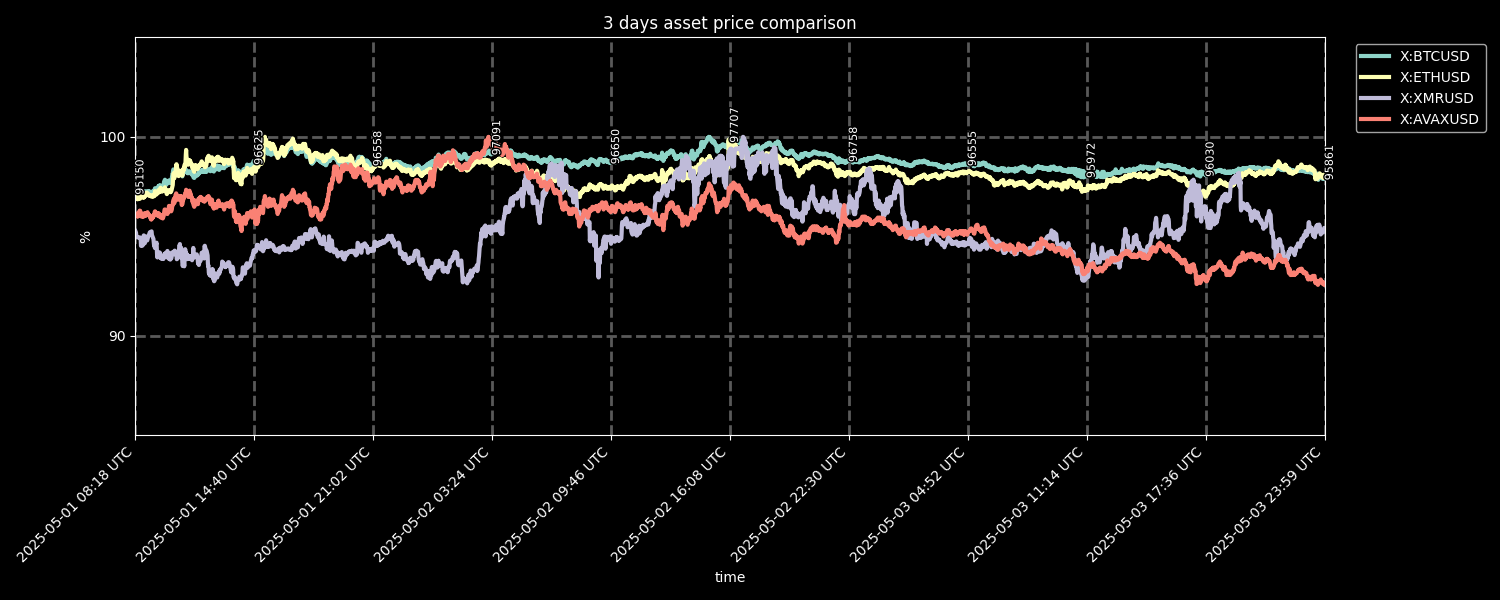 3 days asset price comparison
X:BTCUSD
X:ETHUSD
X:XMRUSD
X:AVAXUSD
100
90
%
95150
96625
96558
97091
96650
97707
96758
96555
95972
96030
95861
2025-05-01 08:18 UTC
2025-05-01 14:40 UTC
2025-05-01 21:02 UTC
2025-05-02 03:24 UTC
2025-05-02 09:46 UTC
2025-05-02 16:08 UTC
2025-05-02 22:30 UTC
2025-05-03 04:52 UTC
2025-05-03 11:14 UTC
2025-05-03 17:36 UTC
2025-05-03 23:59 UTC
time